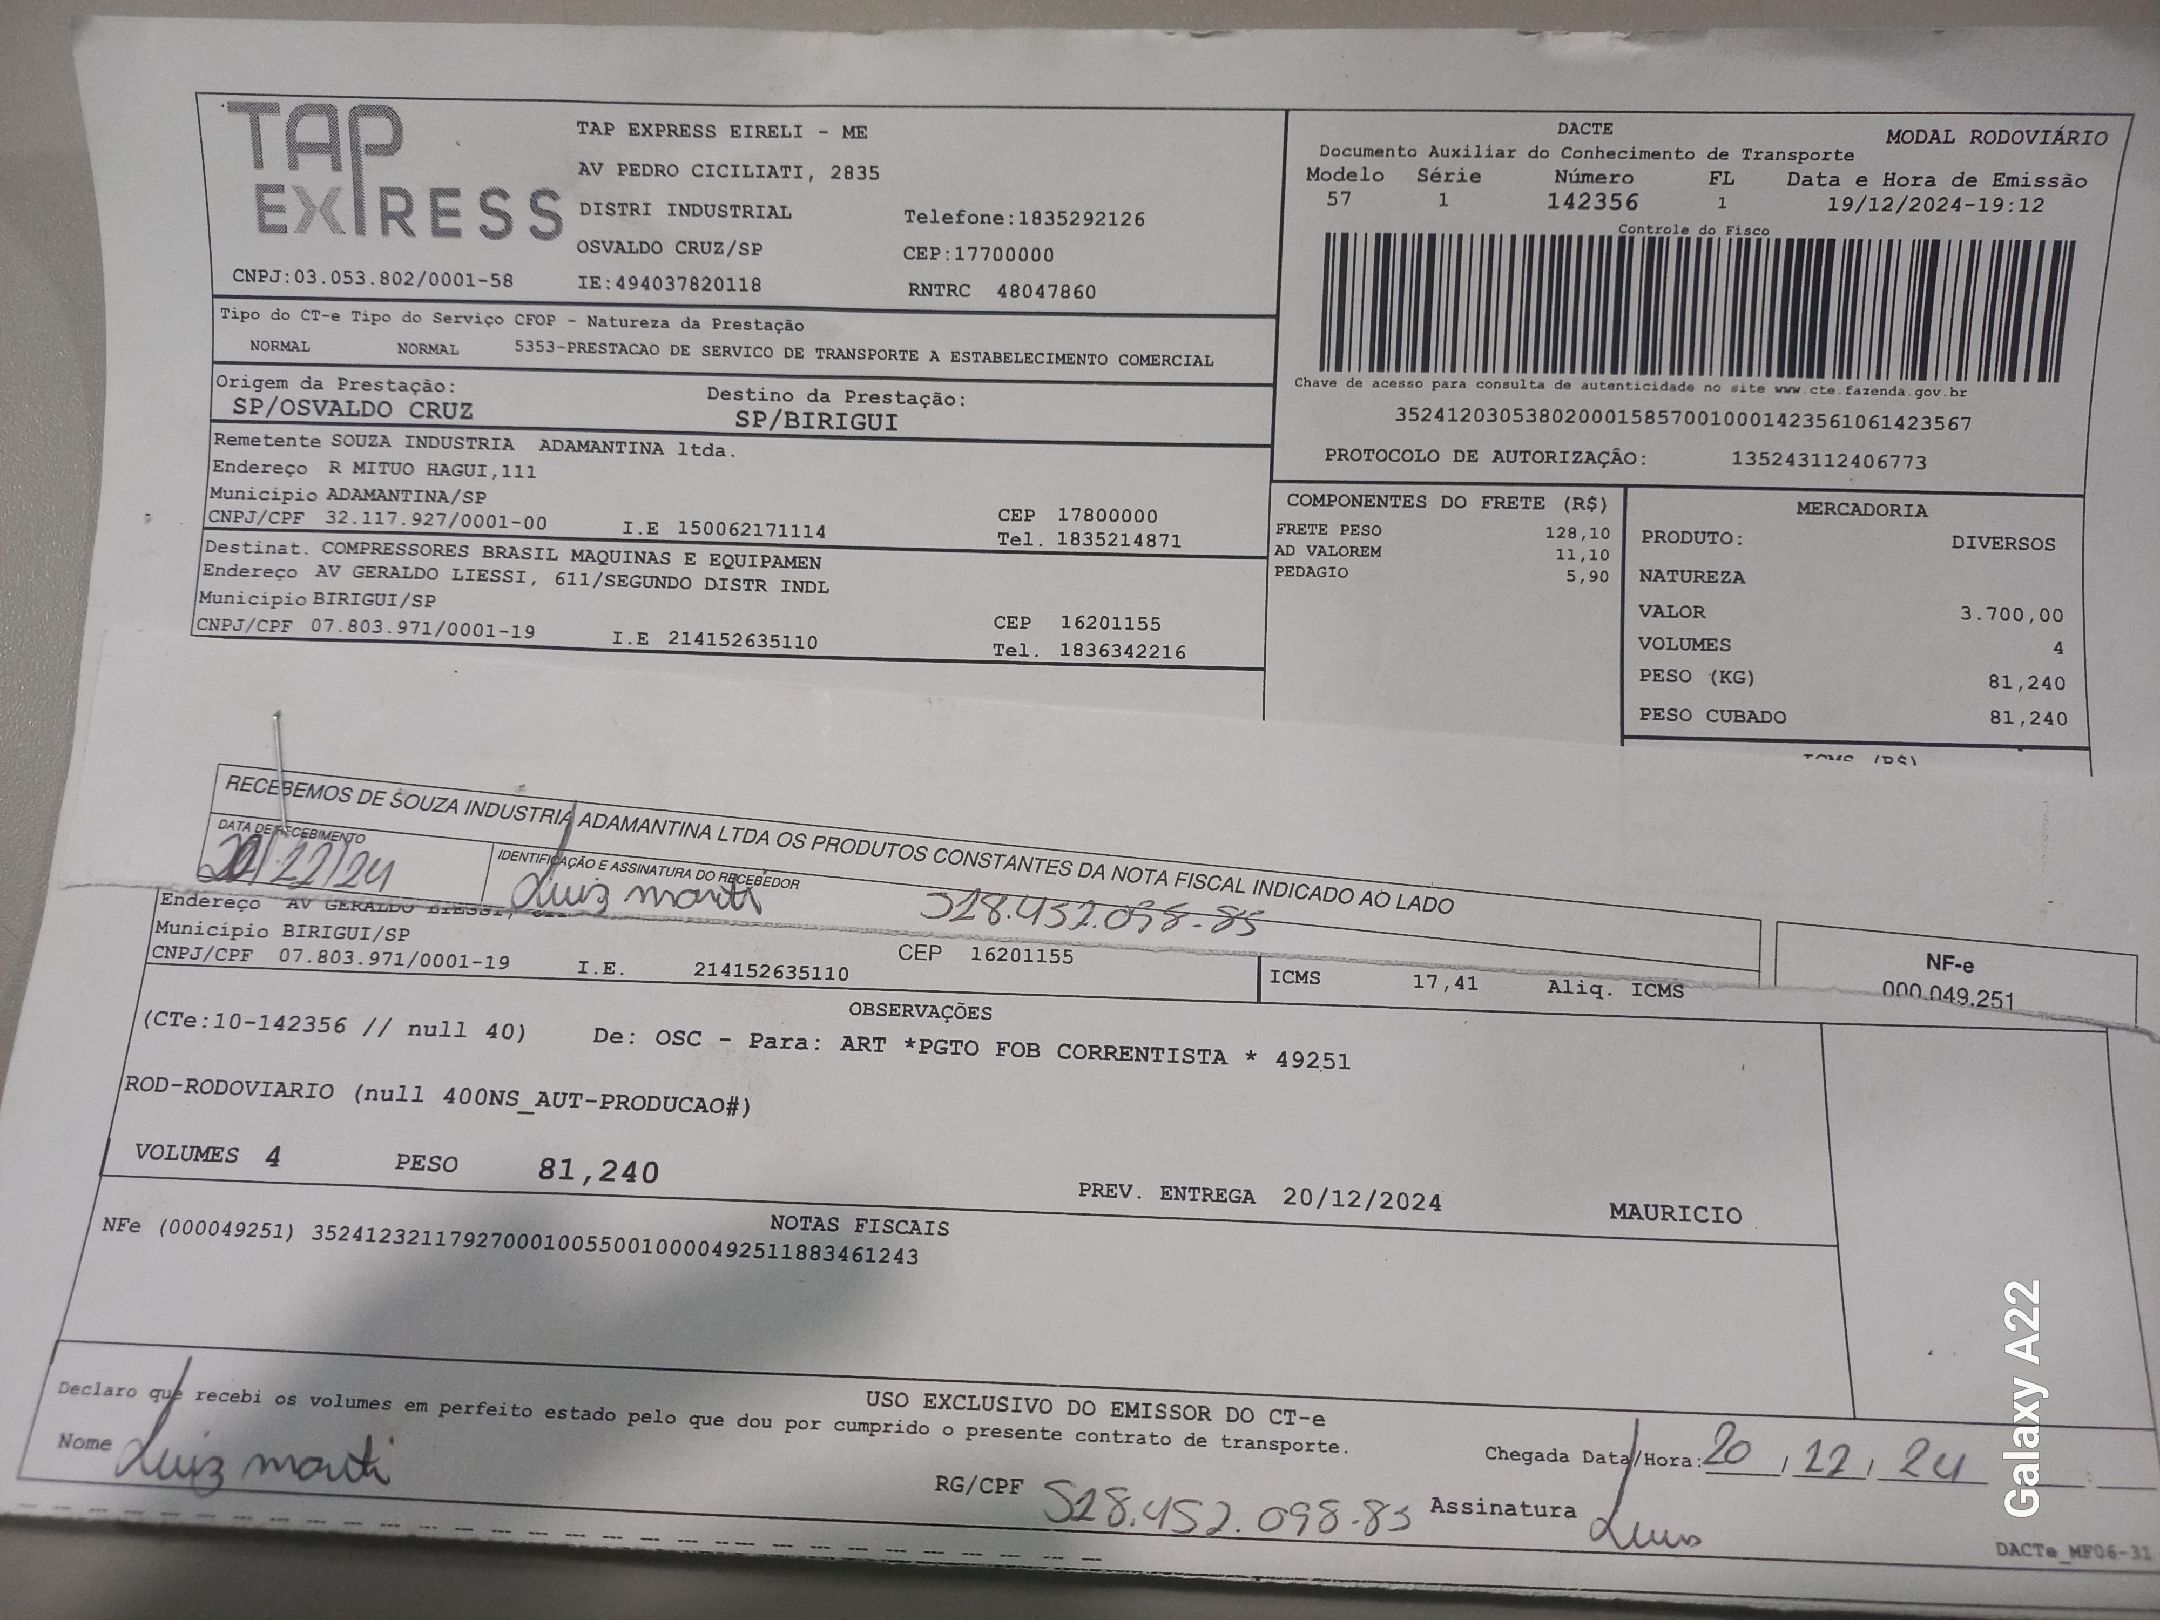 TAP EXPRESS
TAP EXPRESS EIRELI - ME
AV PEDRO CICILIATI, 2835
DISTRI INDUSTRIAL Telefone:1835292126
OSVALDO CRUZ/SP CEP:17700000
CNPJ:03.053.802/0001-58 IE:494037820118 RNTRC 48047860
DACTE MODAL RODOVIÁRIO
Documento Auxiliar do Conhecimento de Transporte
Modelo Série Número FL Data e Hora de Emissão
57 1 142356 1 19/12/2024-19:12
Controle do Fisco
Chave de acesso para consulta de autenticidade no site www.cte.fazenda.gov.br
35241203053802000158570010001423561061423567
PROTOCOLO DE AUTORIZAÇÃO: 135243112406773
Tipo do CT-e Tipo do Serviço CFOP - Natureza da Prestação
NORMAL NORMAL 5353-PRESTACAO DE SERVICO DE TRANSPORTE A ESTABELECIMENTO COMERCIAL
Origem da Prestação: Destino da Prestação:
SP/OSVALDO CRUZ SP/BIRIGUI
Remetente SOUZA INDUSTRIA ADAMANTINA ltda.
Endereço R MITUO HAGUI,111
Município ADAMANTINA/SP CEP 17800000
CNPJ/CPF 32.117.927/0001-00 I.E 150062171114 Tel. 1835214871
Destinat. COMPRESSORES BRASIL MAQUINAS E EQUIPAMEN
Endereço AV GERALDO LIESSI, 611/SEGUNDO DISTR INDL
Município BIRIGUI/SP CEP 16201155
CNPJ/CPF 07.803.971/0001-19 I.E 214152635110 Tel. 1836342216
COMPONENTES DO FRETE (R$)
FRETE PESO 128,10
AD VALOREM 11,10
PEDAGIO 5,90
MERCADORIA
PRODUTO: DIVERSOS
NATUREZA
VALOR 3.700,00
VOLUMES 4
PESO (KG) 81,240
PESO CUBADO 81,240
ICMS (R$)
RECEBEMOS DE SOUZA INDUSTRIA ADAMANTINA LTDA OS PRODUTOS CONSTANTES DA NOTA FISCAL INDICADO AO LADO
DATA DE RECEBIMENTO IDENTIFICAÇÃO E ASSINATURA DO RECEBEDOR
Luiz 528.452.098-85
NF-e
000.049.251
Endereço AV GERALDO LIESSI,
Município BIRIGUI/SP CEP 16201155
CNPJ/CPF 07.803.971/0001-19 I.E. 214152635110
ICMS 17,41 Aliq. ICMS
OBSERVAÇÕES
(CTe:10-142356 // null 40) De: OSC - Para: ART *PGTO FOB CORRENTISTA * 49251
ROD-RODOVIARIO (null 400NS_AUT-PRODUCAO#)
VOLUMES 4 PESO 81,240 PREV. ENTREGA 20/12/2024 MAURICIO
NOTAS FISCAIS
NFe (000049251) 35241232117927000100550010000492511883461243
USO EXCLUSIVO DO EMISSOR DO CT-e
Declaro que recebi os volumes em perfeito estado pelo que dou por cumprido o presente contrato de transporte.
Nome Luiz RG/CPF 528.452.098-85 Assinatura Luiz
Chegada Data/Hora: 20, 12, 24
DACTe_MF06-31
Galaxy A22